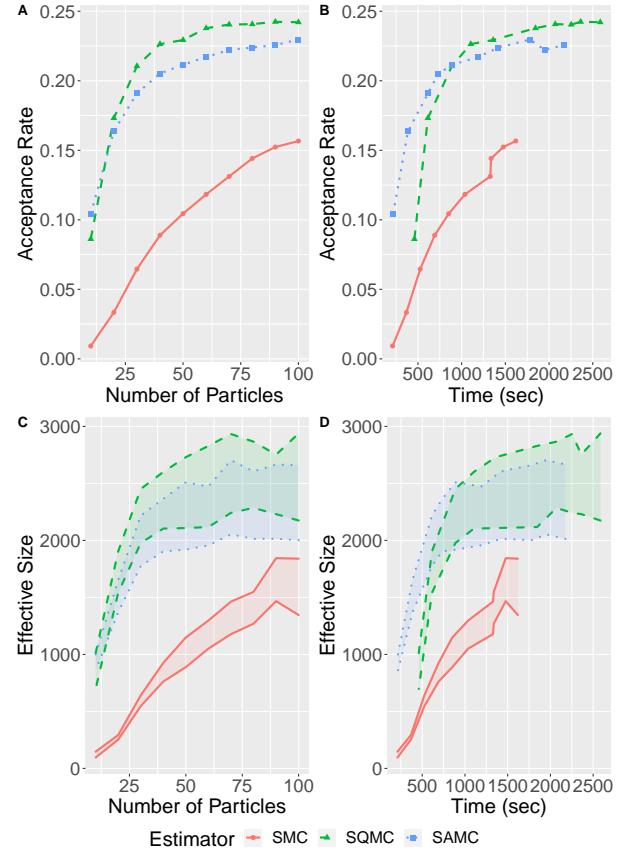 A
B
0.25
0.20
0.15
0.10
0.05
0.00
Acceptance Rate
25
50
75
100
Number of Particles
0.25
0.20
0.15
0.10
0.05
0.00
Acceptance Rate
500
1000
1500
2000
2500
Time (sec)
C
D
3000
2000
1000
0
Effective Size
25
50
75
100
Number of Particles
3000
2000
1000
0
Effective Size
500
1000
1500
2000
2500
Time (sec)
Estimator SMC SQMC SAMC